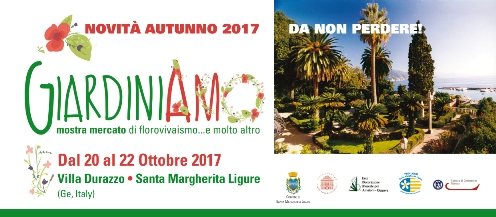 NOVITÀ AUTUNNO 2017
GIARDINIAMO
mostra mercato di florovivaismo...e molto altro
Dal 20 al 22 Ottobre 2017
Villa Durazzo • Santa Margherita Ligure
(Ge, Italy)
DA NON PERDERE!